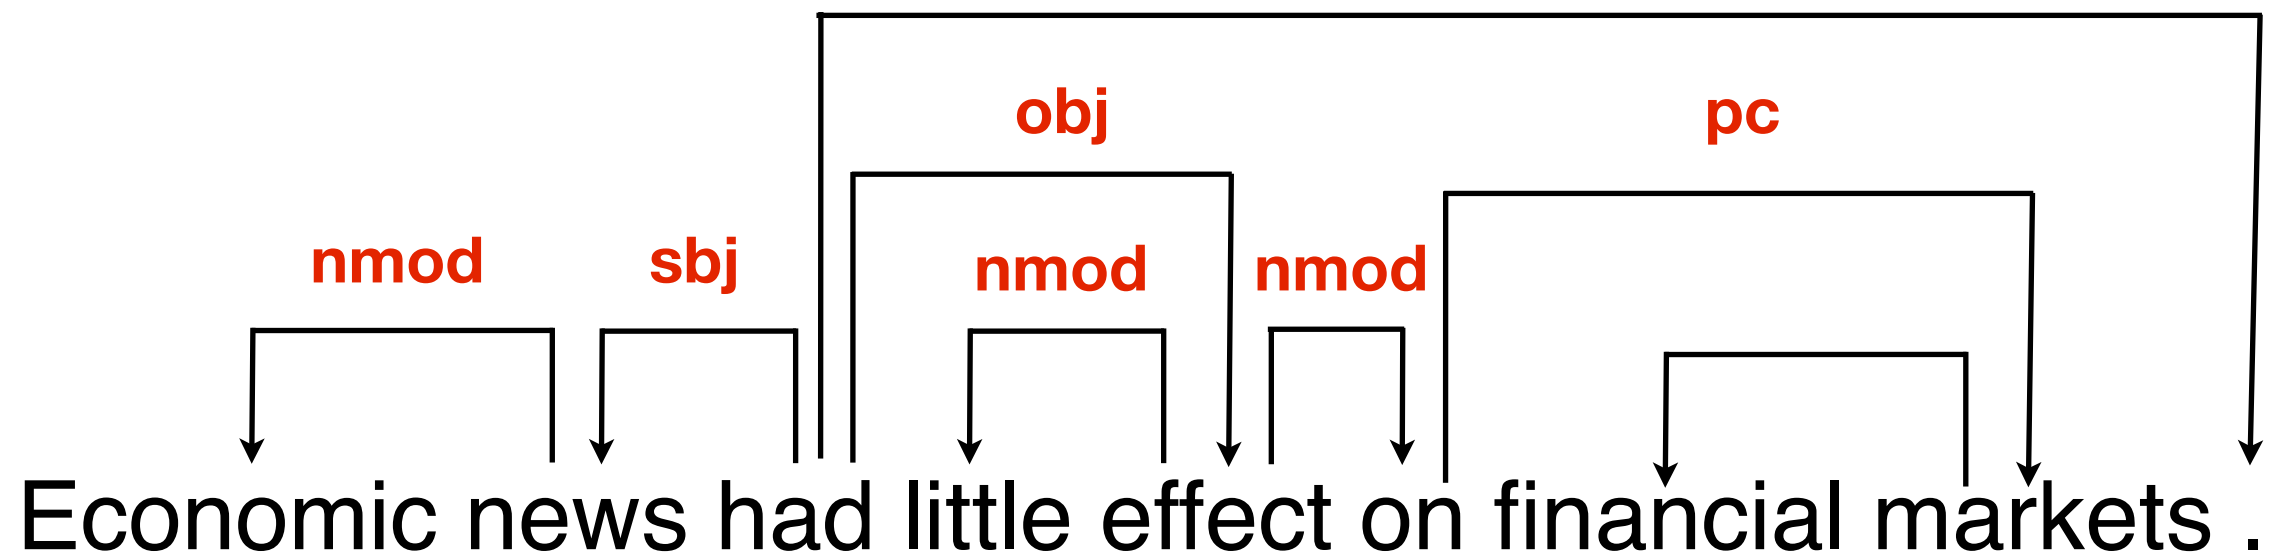 obj pc
nmod sbj nmod nmod
Economic news had little effect on financial markets .